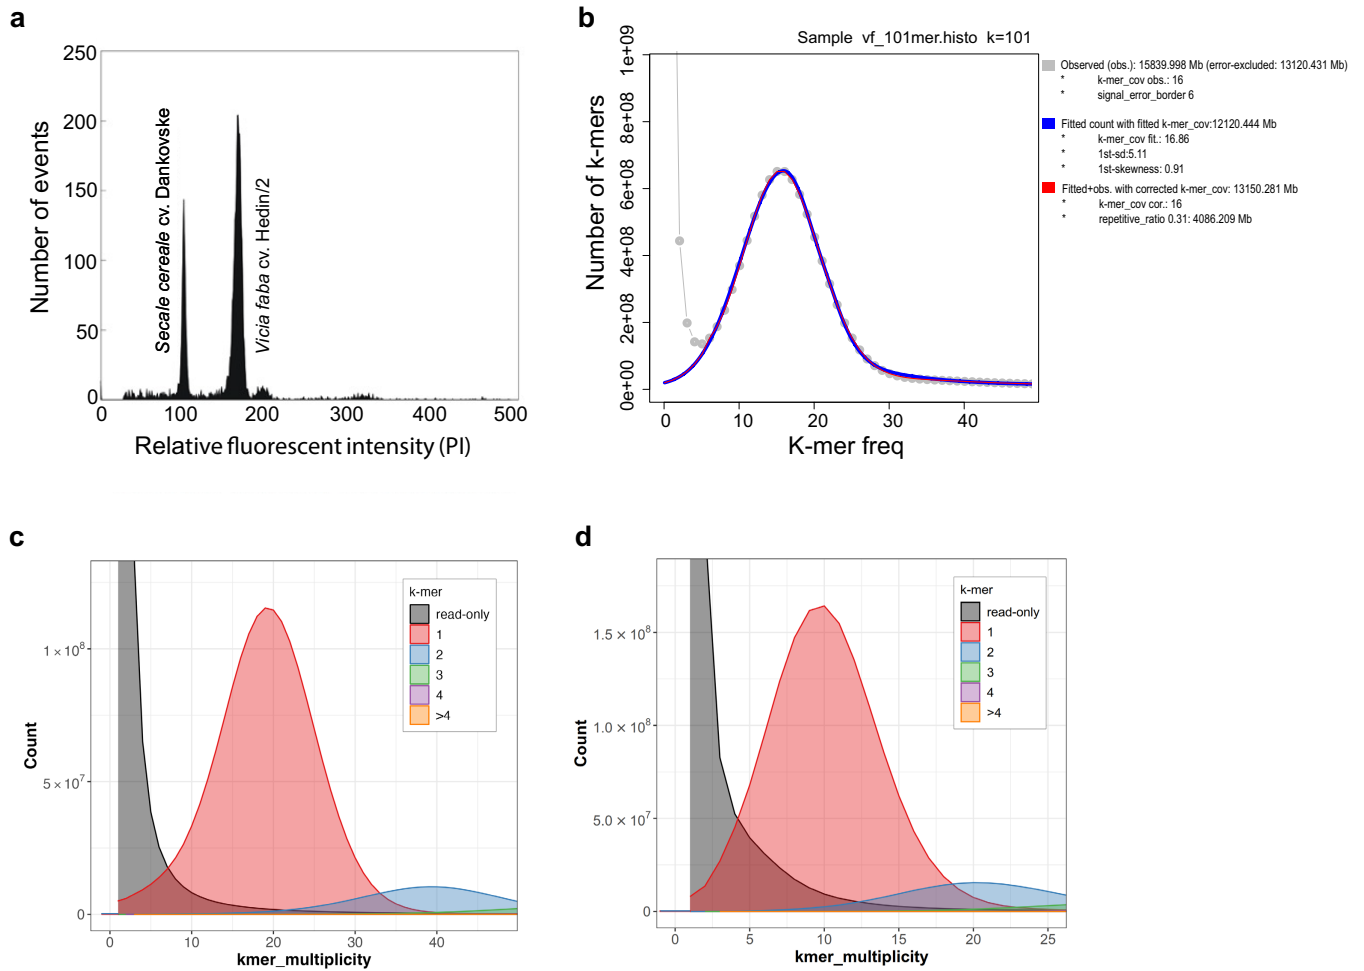 a
250
200
150
100
50
0
Number of events
Secale cereale cv. Dankovske
Vicia faba cv. Hedin/2
0 100 200 300 400 500
Relative fluorescent intensity (PI)
b
Sample vf_101mer.histo k=101
1e+09
8e+08
6e+08
4e+08
2e+08
0e+00
Number of k-mers
0 10 20 30 40
K-mer freq
Observed (obs.): 15839.998 Mb (error-excluded: 13120.431 Mb)
* k-mer_cov obs.: 16
* signal_error_border 6
Fitted count with fitted k-mer_cov:12120.444 Mb
* k-mer_cov fit.: 16.86
* 1st-sd:5.11
* 1st-skewness: 0.91
Fitted+obs. with corrected k-mer_cov: 13150.281 Mb
* k-mer_cov cor.: 16
* repetitive_ratio 0.31: 4086.209 Mb
c
1 × 10⁸
5 × 10⁷
0
Count
k-mer
read-only
1
2
3
4
>4
0 10 20 30 40
kmer_multiplicity
d
1.5 × 10⁸
1.0 × 10⁸
5.0 × 10⁷
0
Count
k-mer
read-only
1
2
3
4
>4
0 5 10 15 20 25
kmer_multiplicity